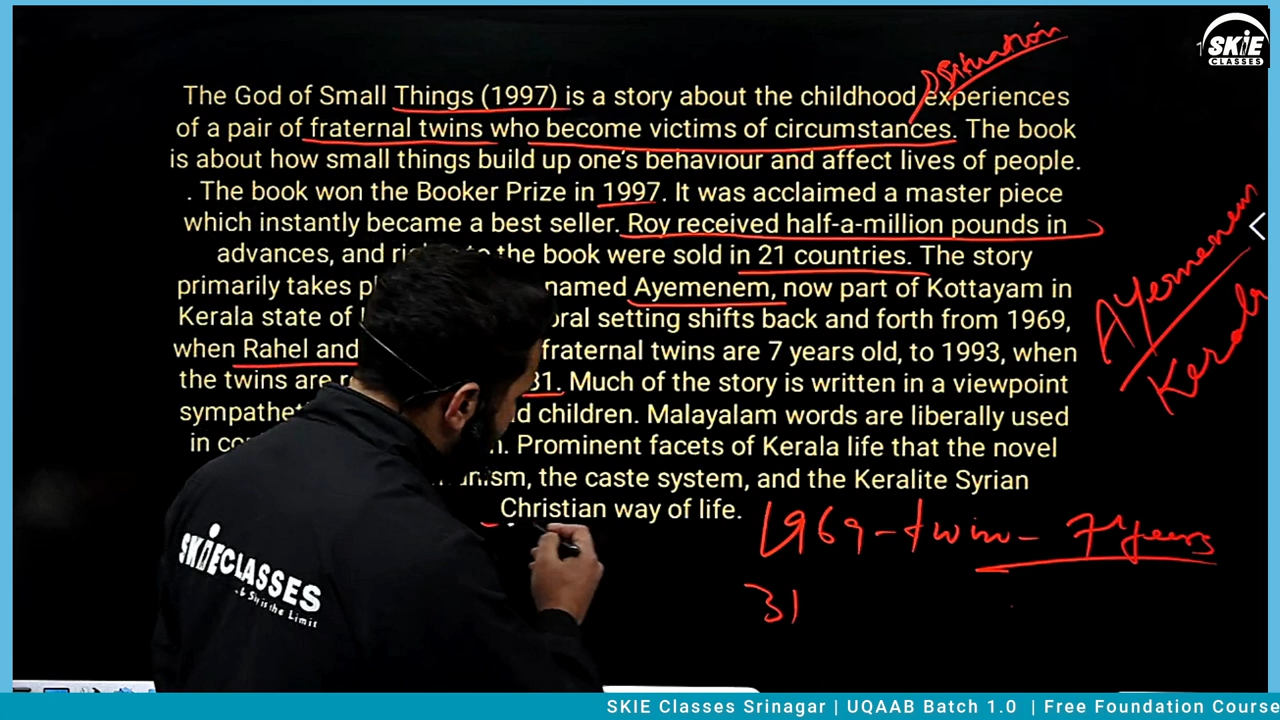 SKiE
CLASSES
situation
The God of Small Things (1997) is a story about the childhood experiences
of a pair of fraternal twins who become victims of circumstances. The book
is about how small things build up one's behaviour and affect lives of people.
. The book won the Booker Prize in 1997. It was acclaimed a master piece
which instantly became a best seller. Roy received half-a-million pounds in
advances, and the book were sold in 21 countries. The story
primarily takes named Ayemenem, now part of Kottayam in
Kerala state of setting shifts back and forth from 1969,
when Rahel and fraternal twins are 7 years old, to 1993, when
the twins are 31. Much of the story is written in a viewpoint
children. Malayalam words are liberally used
in Prominent facets of Kerala life that the novel
the caste system, and the Keralite Syrian
Christian way of life.
Ayemenem
Kerala
1969-twin-7 years
31
SKiECLASSES
Sky is the Limit
SKIE Classes Srinagar | UQAAB Batch 1.0 | Free Foundation Course